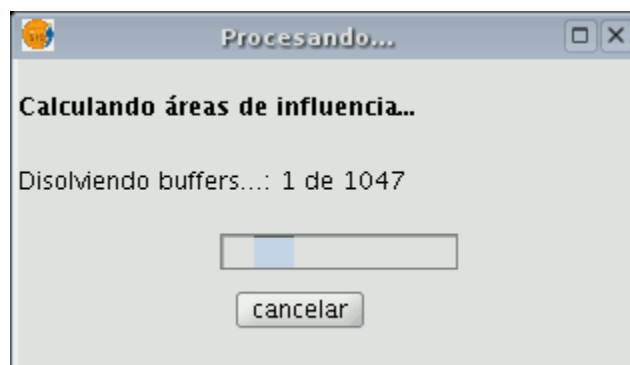 Procesando...
Calculando áreas de influencia...
Disolviendo buffers...: 1 de 1047
cancelar